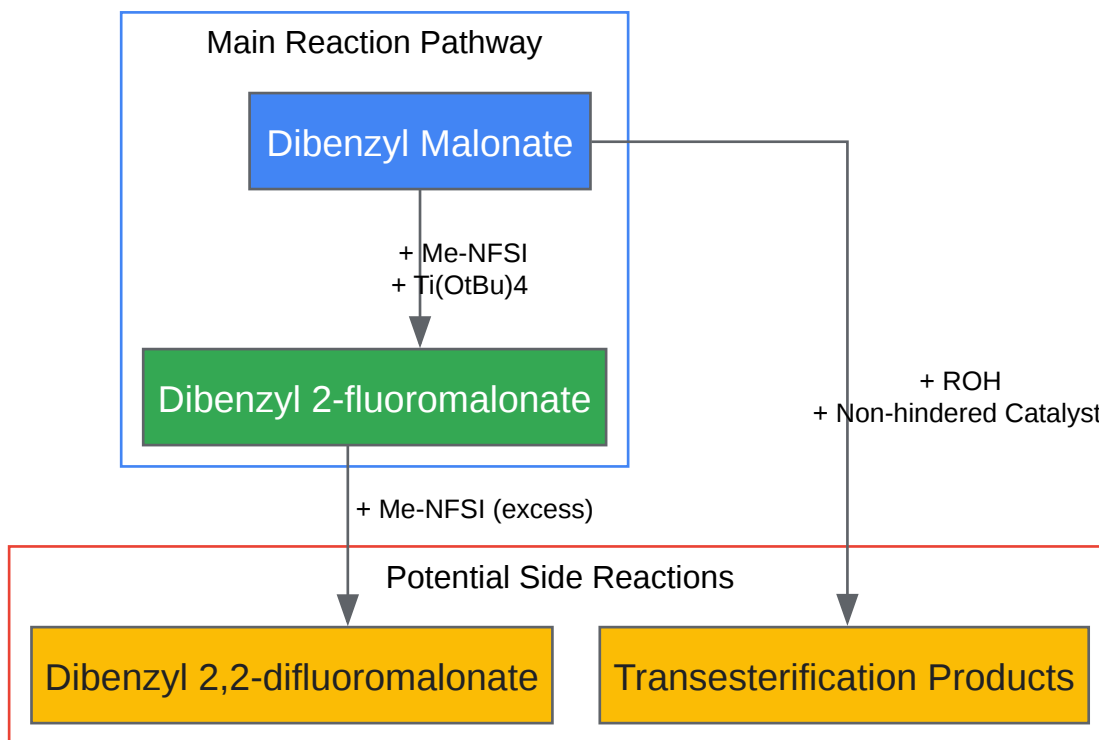 Main Reaction Pathway
Dibenzyl Malonate
+ Me-NFSI
+ Ti(OtBu)4
Dibenzyl 2-fluoromalonate
+ ROH
+ Non-hindered Catalyst
+ Me-NFSI (excess)
Potential Side Reactions
Dibenzyl 2,2-difluoromalonate
Transesterification Products